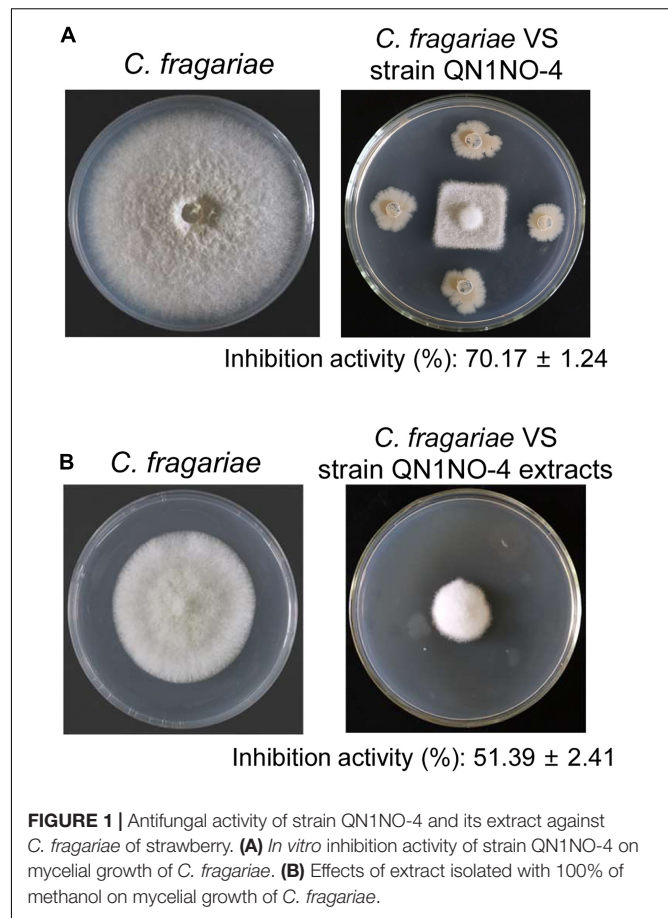 A
C. fragariae
C. fragariae VS
strain QN1NO-4
Inhibition activity (%): 70.17 ± 1.24
B
C. fragariae
C. fragariae VS
strain QN1NO-4 extracts
Inhibition activity (%): 51.39 ± 2.41
FIGURE 1 | Antifungal activity of strain QN1NO-4 and its extract against
C. fragariae of strawberry. (A) In vitro inhibition activity of strain QN1NO-4 on
mycelial growth of C. fragariae. (B) Effects of extract isolated with 100% of
methanol on mycelial growth of C. fragariae.